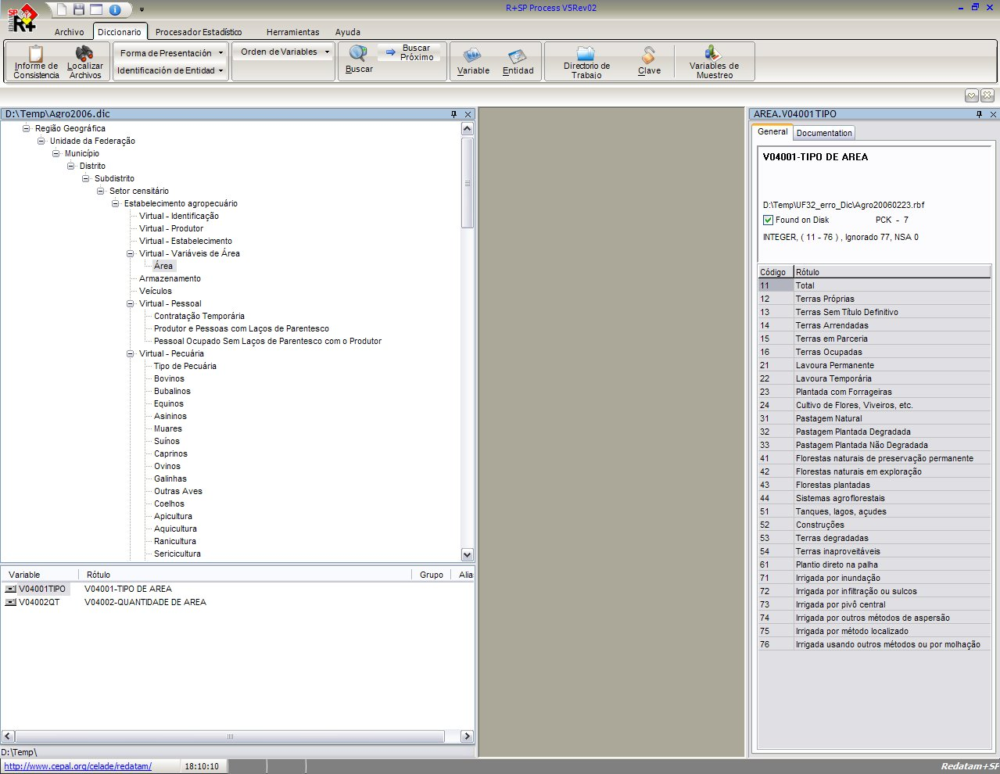 R+SP Process V5Rev02
SP
R+
Archivo
Diccionario
Procesador Estadístico
Herramientas
Ayuda
Informe de Consistencia
Localizar Archivos
Forma de Presentación
Identificación de Entidad
Orden de Variables
Buscar
Buscar Próximo
Variable
Entidad
Directorio de Trabajo
Clave
Variables de Muestreo
D:\Temp\Agro2006.dic
Região Geográfica
Unidade da Federação
Município
Distrito
Subdistrito
Setor censitário
Estabelecimento agropecuário
Virtual - Identificação
Virtual - Produtor
Virtual - Estabelecimento
Virtual - Variáveis de Área
Área
Armazenamento
Veículos
Virtual - Pessoal
Contratação Temporária
Produtor e Pessoas com Laços de Parentesco
Pessoal Ocupado Sem Laços de Parentesco com o Produtor
Virtual - Pecuária
Tipo de Pecuária
Bovinos
Bubalinos
Equinos
Asininos
Muares
Suínos
Caprinos
Ovinos
Galinhas
Outras Aves
Coelhos
Apicultura
Aquicultura
Ranicultura
Sericicultura
Variable Rótulo Grupo Alia
V04001TIPO V04001-TIPO DE AREA
V04002QT V04002-QUANTIDADE DE AREA
D:\Temp\
http://www.cepal.org/celade/redatam/ 18:10:10
AREA.V04001TIPO
General Documentation
V04001-TIPO DE AREA
D:\Temp\UF32_erro_Dic\Agro20060223.rbf
Found on Disk PCK - 7
INTEGER, ( 11 - 76 ) , Ignorado 77, NSA 0
Código Rótulo
11 Total
12 Terras Próprias
13 Terras Sem Título Definitivo
14 Terras Arrendadas
15 Terras em Parceria
16 Terras Ocupadas
21 Lavoura Permanente
22 Lavoura Temporária
23 Plantada com Forrageiras
24 Cultivo de Flores, Viveiros, etc.
31 Pastagem Natural
32 Pastagem Plantada Degradada
33 Pastagem Plantada Não Degradada
41 Florestas naturais de preservação permanente
42 Florestas naturais em exploração
43 Florestas plantadas
44 Sistemas agroflorestais
51 Tanques, lagos, açudes
52 Construções
53 Terras degradadas
54 Terras inaproveitáveis
61 Plantio direto na palha
71 Irrigada por inundação
72 Irrigada por infiltração ou sulcos
73 Irrigada por pivô central
74 Irrigada por outros métodos de aspersão
75 Irrigada por método localizado
76 Irrigada usando outros métodos ou por molhação
Redatam+SP